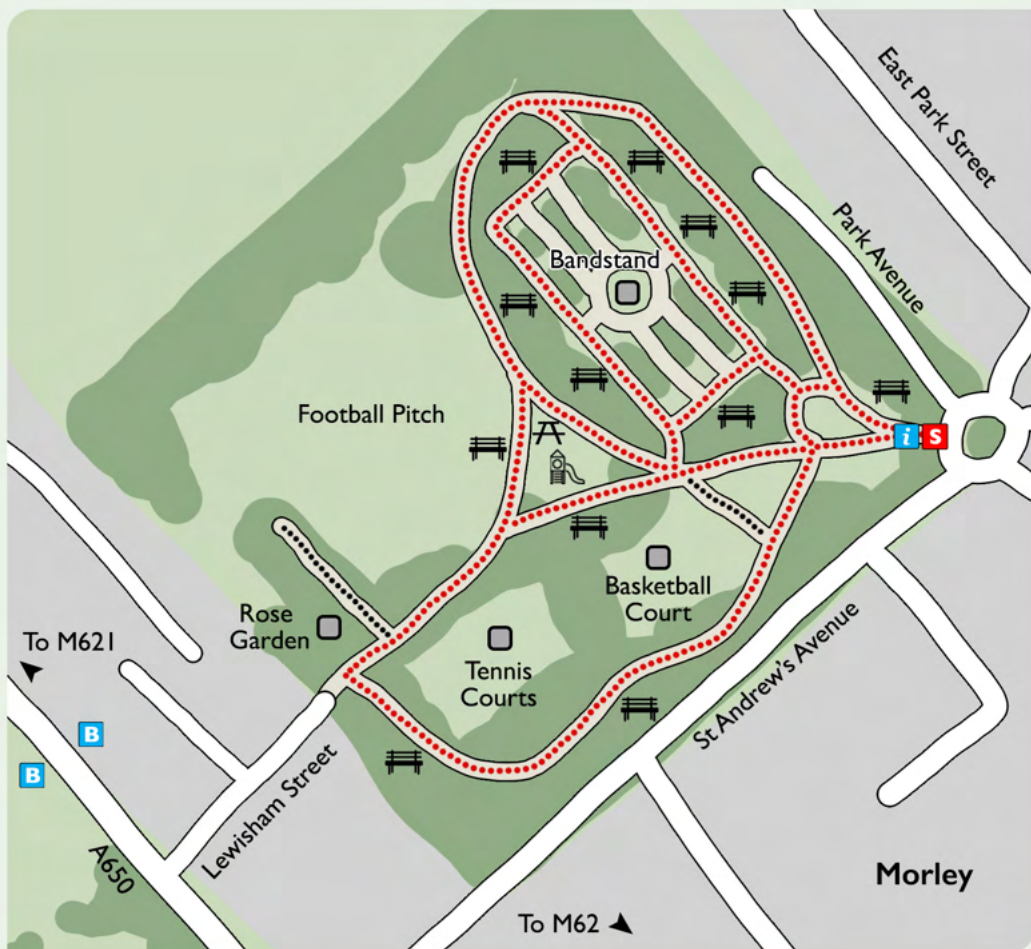 East Park Street
Park Avenue
Bandstand
Football Pitch
i
S
Basketball
Court
Rose
Garden
Tennis
Courts
To M621
B
B
St Andrew's Avenue
Lewisham Street
A650
Morley
To M62